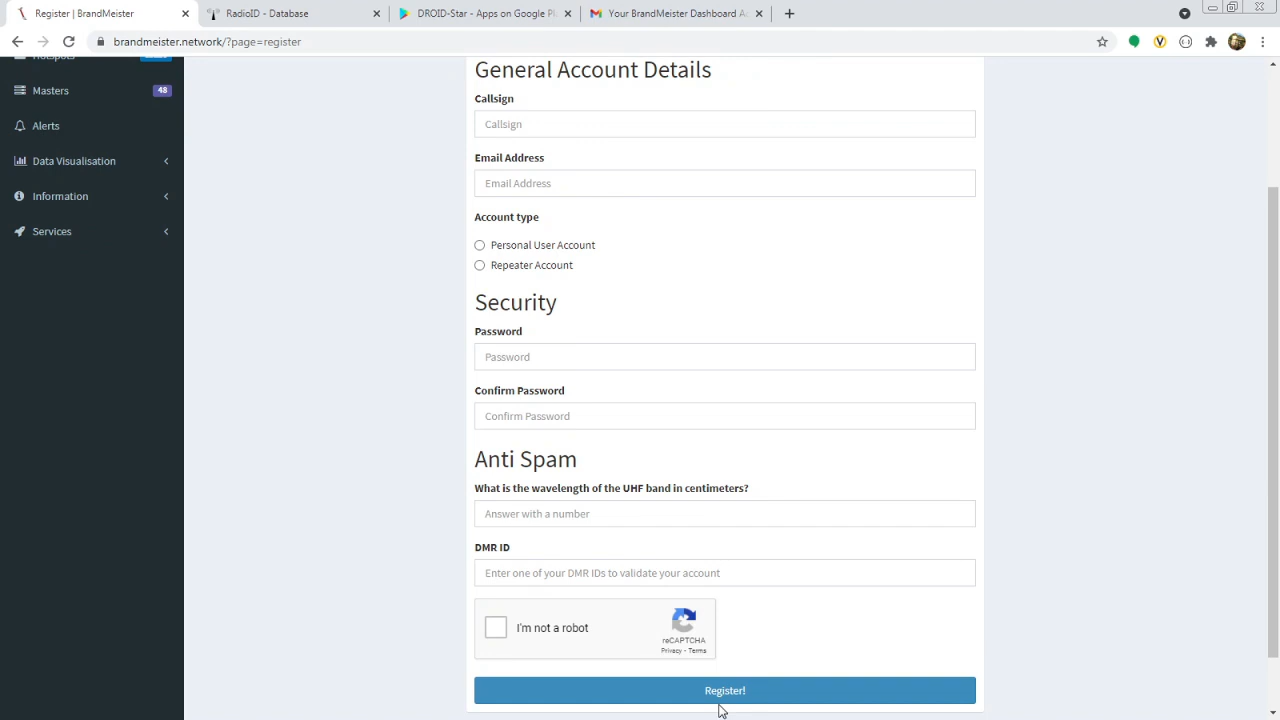 Register | BrandMeister
RadioID - Database
DROID-Star - Apps on Google Pl
Your BrandMeister Dashboard Ac
brandmeister.network/?page=register
Hotspots
Masters
48
Alerts
Data Visualisation
Information
Services
General Account Details
Callsign
Callsign
Email Address
Email Address
Account type
Personal User Account
Repeater Account
Security
Password
Password
Confirm Password
Confirm Password
Anti Spam
What is the wavelength of the UHF band in centimeters?
Answer with a number
DMR ID
Enter one of your DMR IDs to validate your account
I'm not a robot
reCAPTCHA
Privacy - Terms
Register!